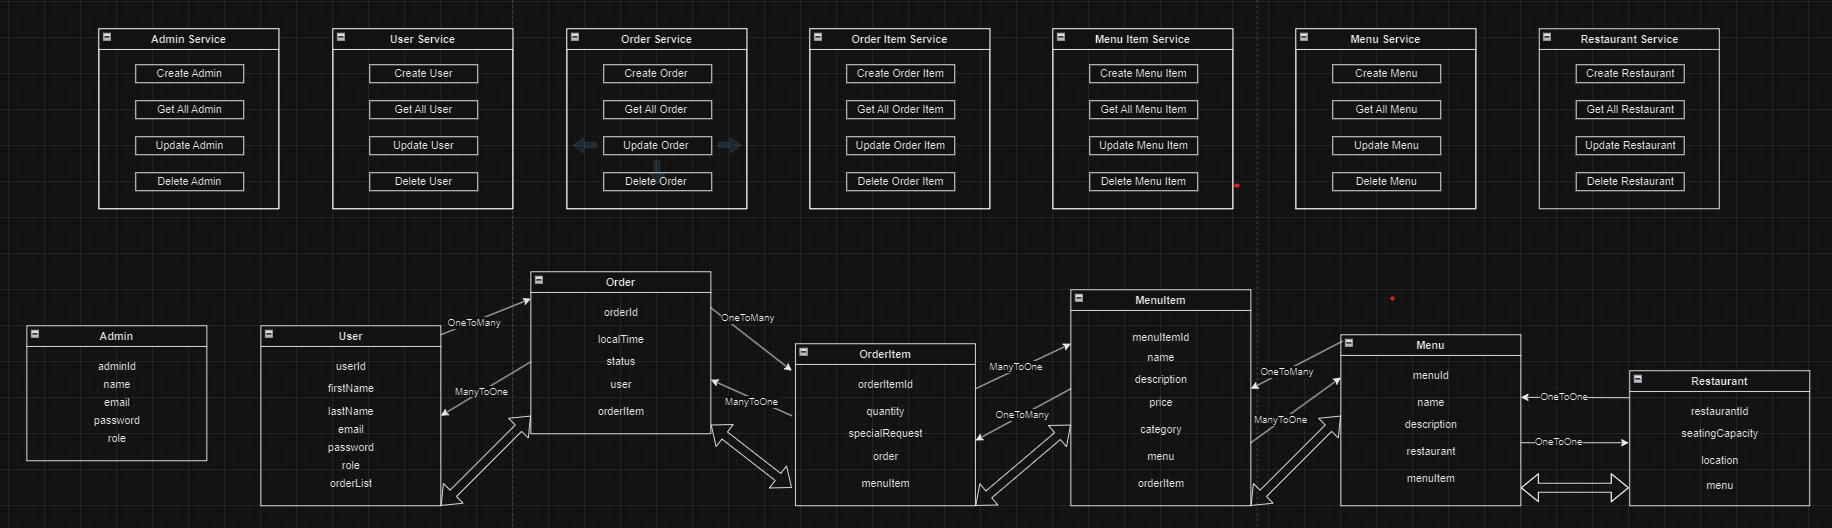 Admin Service
Create Admin
Get All Admin
Update Admin
Delete Admin
User Service
Create User
Get All User
Update User
Delete User
Order Service
Create Order
Get All Order
Update Order
Delete Order
Order Item Service
Create Order Item
Get All Order Item
Update Order Item
Delete Order Item
Menu Item Service
Create Menu Item
Get All Menu Item
Update Menu Item
Delete Menu Item
Menu Service
Create Menu
Get All Menu
Update Menu
Delete Menu
Restaurant Service
Create Restaurant
Get All Restaurant
Update Restaurant
Delete Restaurant
Admin
adminId
name
email
password
role
User
userId
firstName
lastName
email
password
role
orderList
OneToMany
ManyToOne
Order
orderId
localTime
status
user
orderItem
OneToMany
ManyToOne
OrderItem
orderItemId
quantity
specialRequest
order
menuItem
ManyToOne
OneToMany
MenuItem
menuItemId
name
description
price
category
menu
orderItem
OneToMany
ManyToOne
Menu
menuId
name
description
restaurant
menuItem
OneToOne
OneToOne
Restaurant
restaurantId
seatingCapacity
location
menu